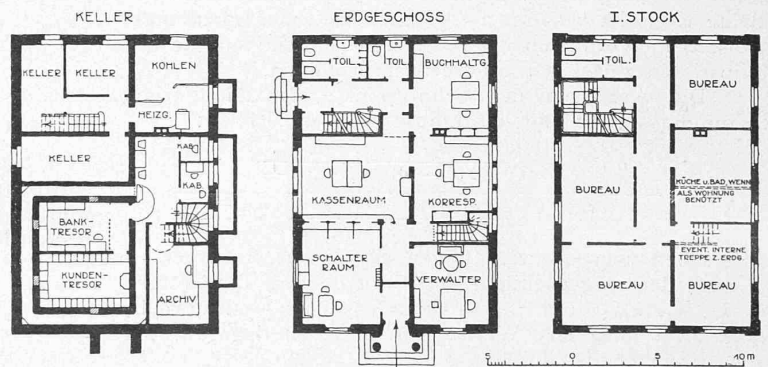 KELLER
KELLER
KELLER
KOHLEN
HEIZG.
KELLER
KAB.
KAB.
BANK-
TRESOR
KUNDEN-
TRESOR
ARCHIV
ERDGESCHOSS
TOIL.
TOIL.
BUCHHALTG.
KASSENRAUM
KORRESP.
SCHALTER
RAUM
VERWALTER
I. STOCK
TOIL.
BUREAU
BUREAU
KÜCHE u. BAD, WENN
ALS WOHNUNG
BENÖTZT
EVENT. INTERNE
TREPPE Z. ERDG.
BUREAU
BUREAU
5 0 5 10 m